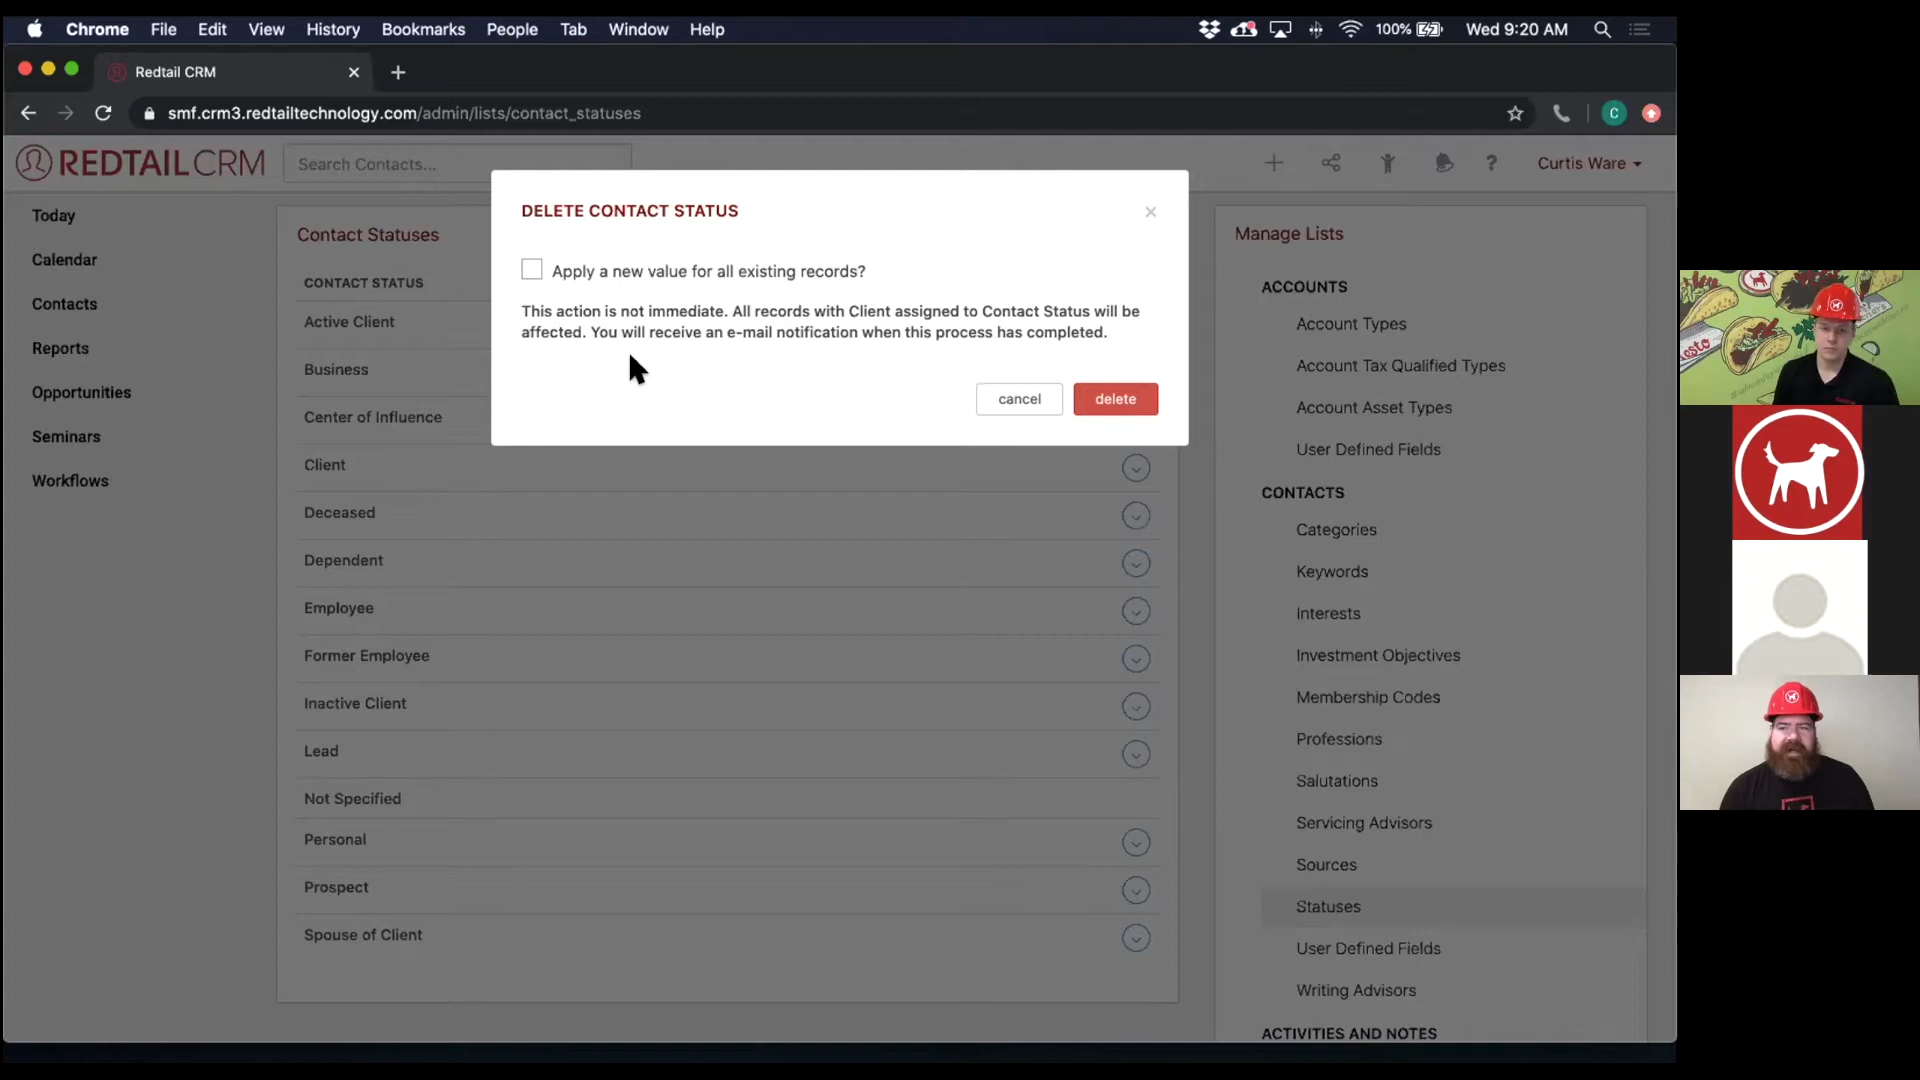 Chrome File Edit View History Bookmarks People Tab Window Help 100% Wed 9:20 AM
Redtail CRM
smf.crm3.redtailtechnology.com/admin/lists/contact_statuses
C
REDTAIL CRM
Search Contacts...
Curtis Ware
Today
Calendar
Contacts
Reports
Opportunities
Seminars
Workflows
Contact Statuses
CONTACT STATUS
Active Client
Business
Center of Influence
Client
Deceased
Dependent
Employee
Former Employee
Inactive Client
Lead
Not Specified
Personal
Prospect
Spouse of Client
DELETE CONTACT STATUS
Apply a new value for all existing records?
This action is not immediate. All records with Client assigned to Contact Status will be
affected. You will receive an e-mail notification when this process has completed.
cancel
delete
Manage Lists
ACCOUNTS
Account Types
Account Tax Qualified Types
Account Asset Types
User Defined Fields
CONTACTS
Categories
Keywords
Interests
Investment Objectives
Membership Codes
Professions
Salutations
Servicing Advisors
Sources
Statuses
User Defined Fields
Writing Advisors
ACTIVITIES AND NOTES